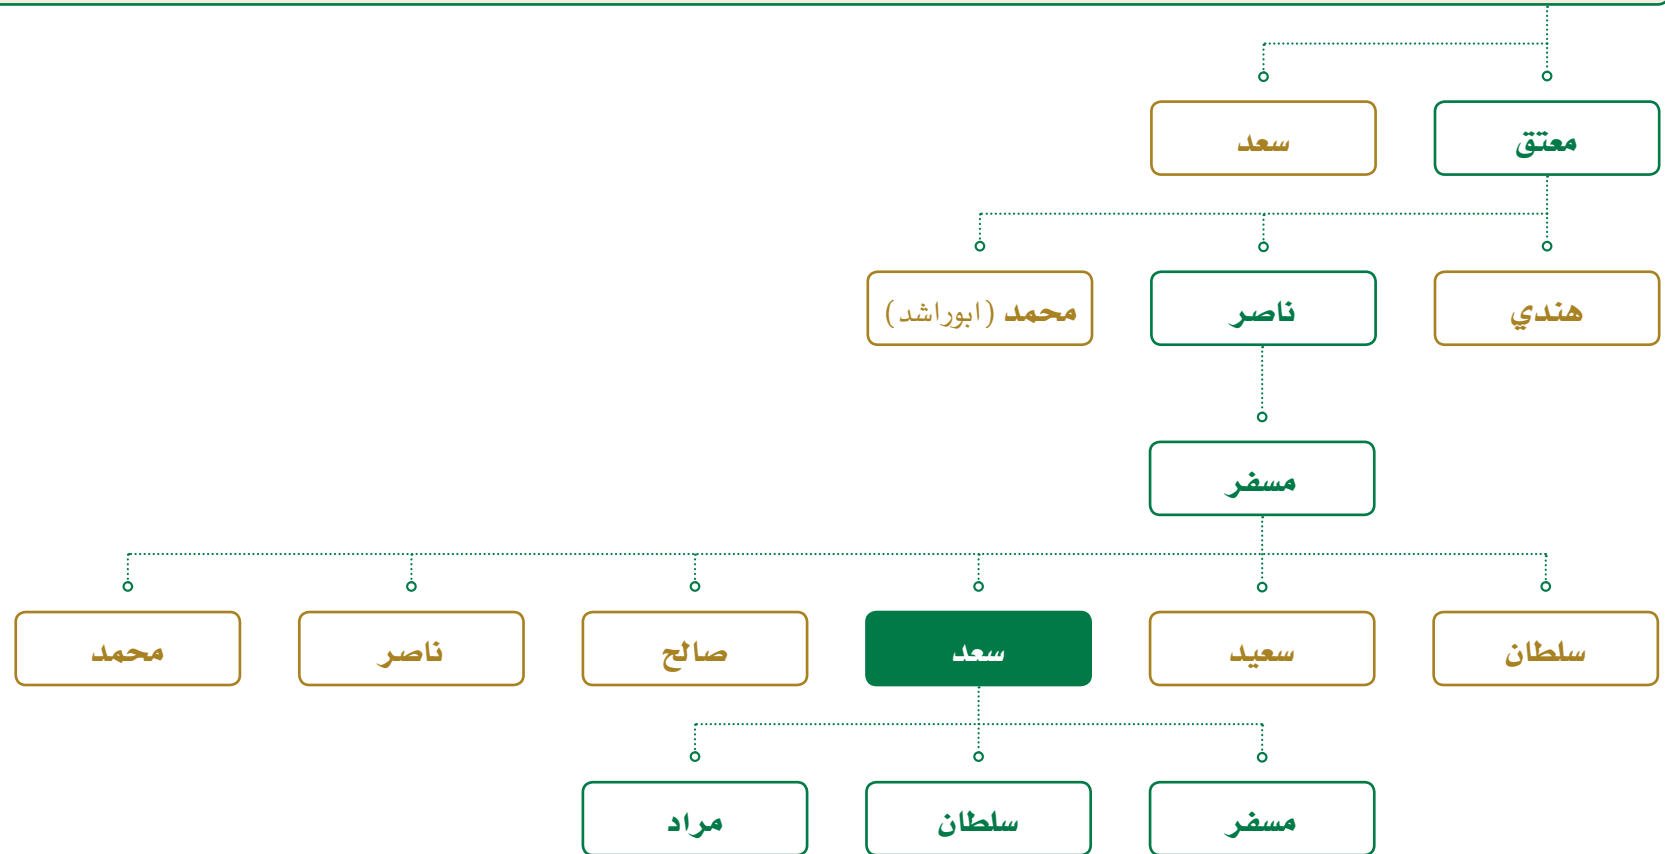 معتق
سعد
هندي
ناصر
محمد (ابوراشد)
مسفر
سلطان
سعيد
سعد
صالح
ناصر
محمد
مسفر
سلطان
مراد